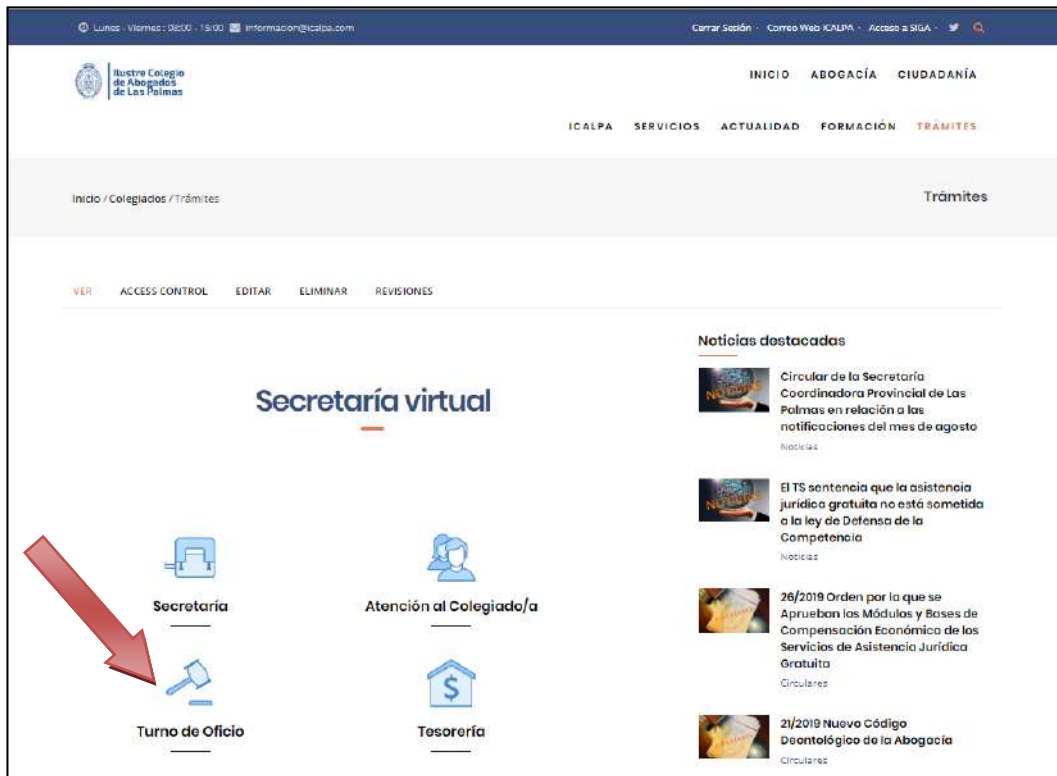 Lunes - Viernes : 08:00 - 15:00 informacion@icalpa.com
Cerrar Sesión - Correo Web ICALPA - Acceso a SIGA -
Ilustre Colegio
de Abogados
de Las Palmas
INICIO ABOGACÍA CIUDADANÍA
ICALPA SERVICIOS ACTUALIDAD FORMACIÓN TRÁMITES
Inicio / Colegiados / Trámites
Trámites
VER ACCESS CONTROL EDITAR ELIMINAR REVISIONES
Secretaría virtual
Secretaría
Atención al Colegiado/a
Turno de Oficio
Tesorería
Noticias destacadas
Circular de la Secretaría
Coordinadora Provincial de Las
Palmas en relación a las
notificaciones del mes de agosto
Noticias
El TS sentencia que la asistencia
jurídica gratuita no está sometida
a la ley de Defensa de la
Competencia
Noticias
26/2019 Orden por la que se
Aprueban los Módulos y Bases de
Compensación Económica de los
Servicios de Asistencia Jurídica
Gratuita
Circulares
21/2019 Nuevo Código
Deontológico de la Abogacía
Circulares